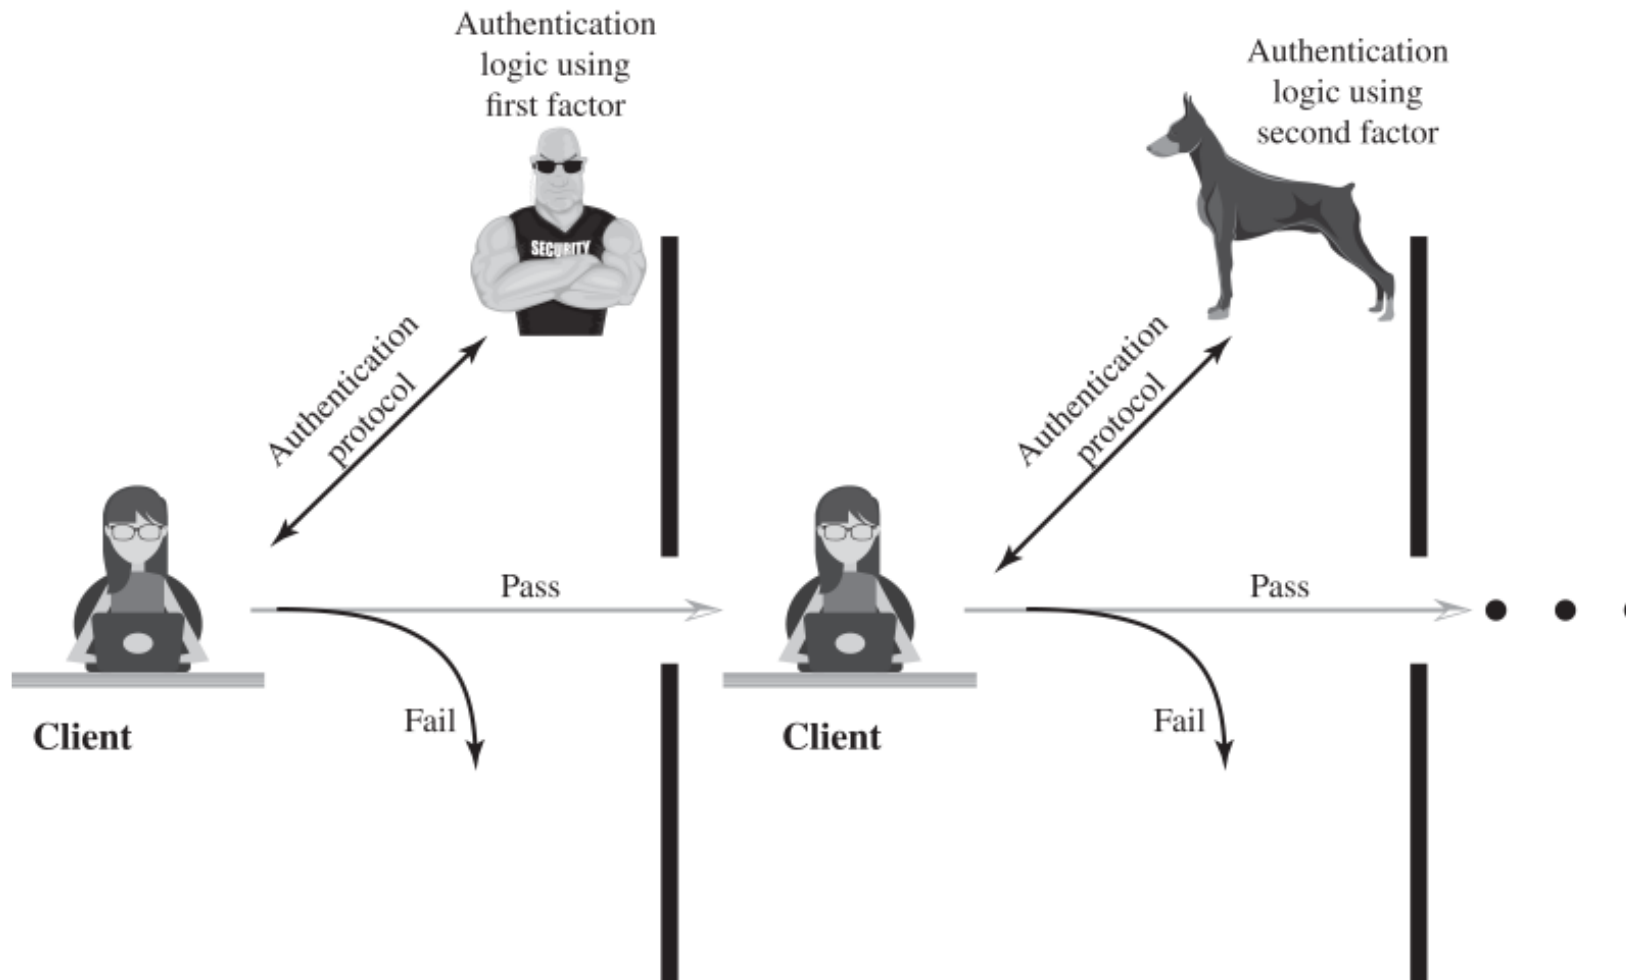 Authentication
logic using
first factor
Authentication
logic using
second factor
SECURITY
Authentication
protocol
Authentication
protocol
Pass
Pass
Fail
Fail
Client
Client